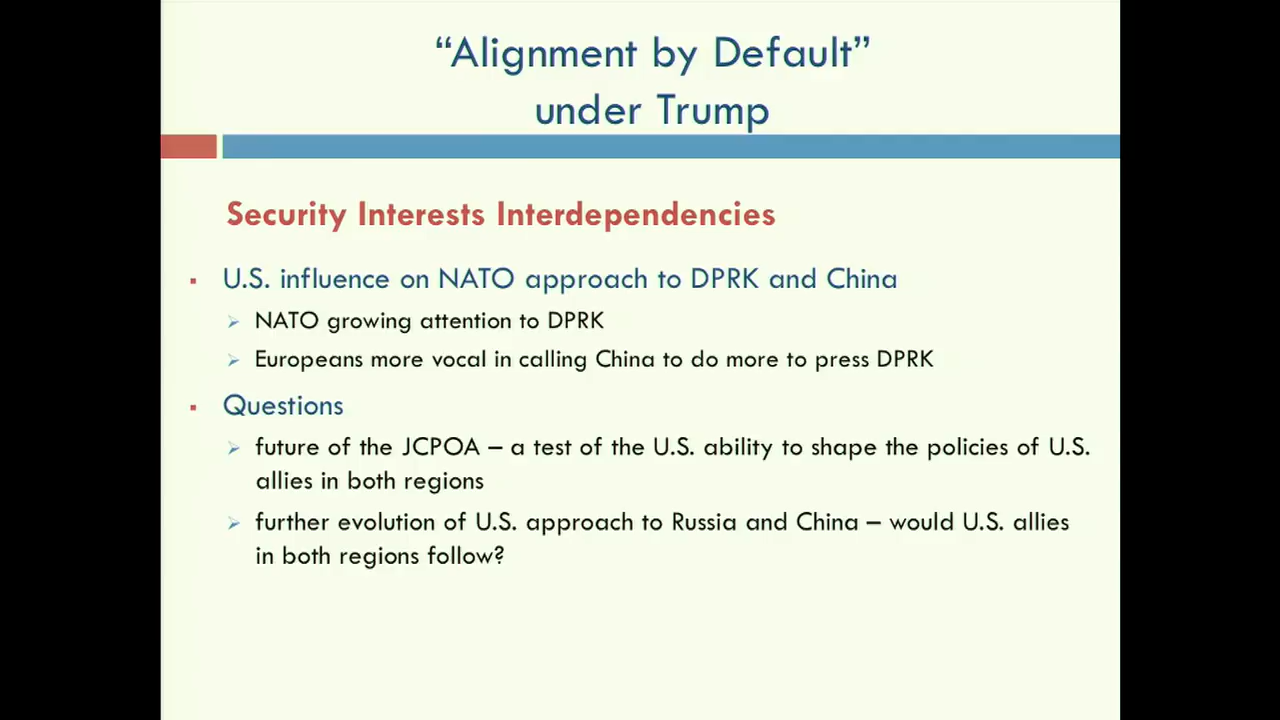 “Alignment by Default”
under Trump
Security Interests Interdependencies
▪ U.S. influence on NATO approach to DPRK and China
➢ NATO growing attention to DPRK
➢ Europeans more vocal in calling China to do more to press DPRK
▪ Questions
➢ future of the JCPOA – a test of the U.S. ability to shape the policies of U.S.
allies in both regions
➢ further evolution of U.S. approach to Russia and China – would U.S. allies
in both regions follow?